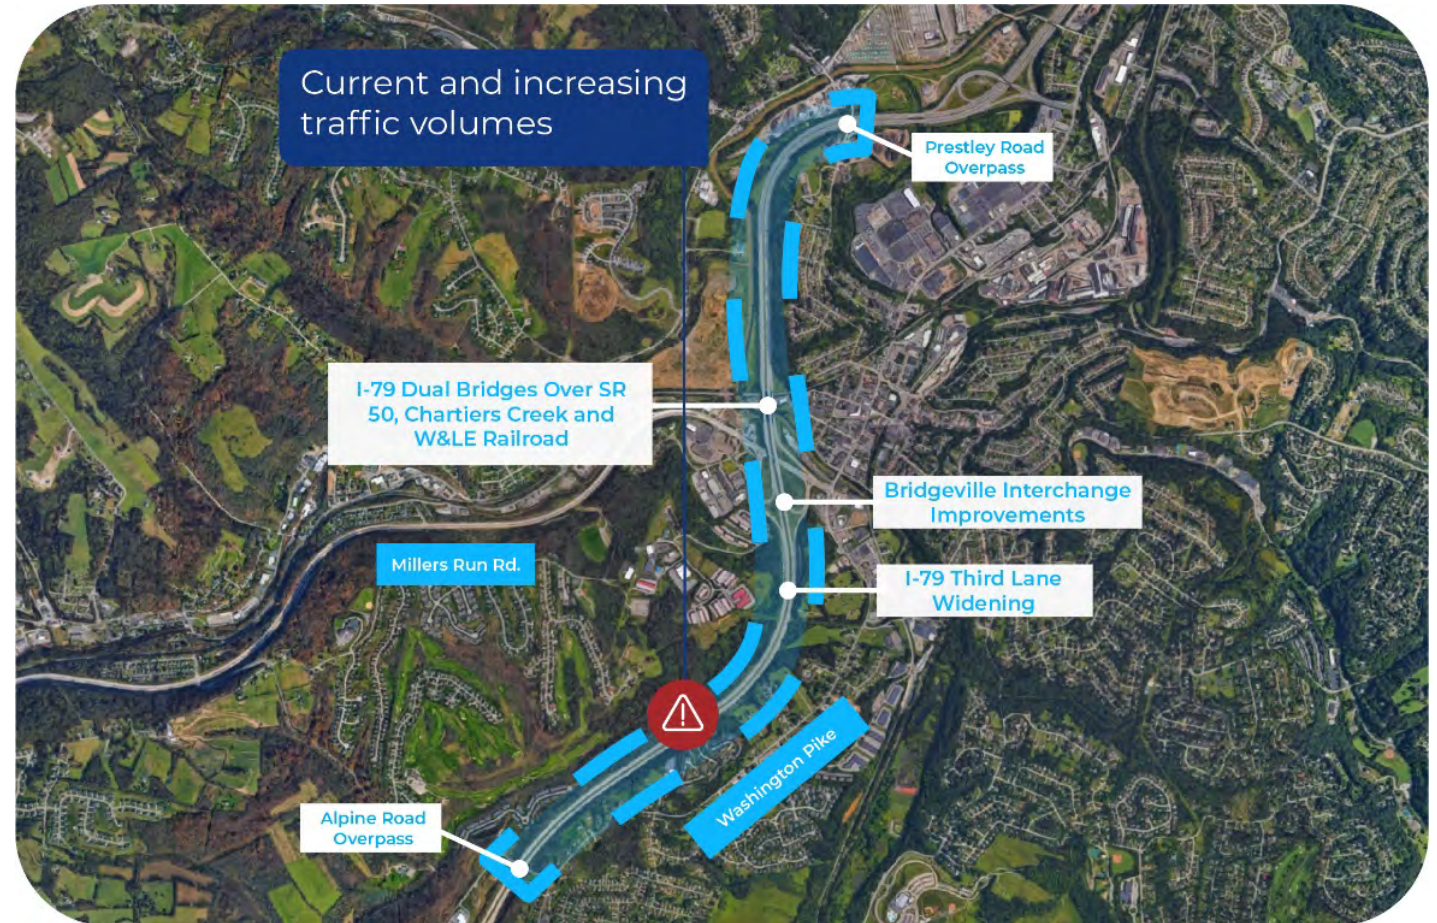 Current and increasing
traffic volumes
Prestley Road
Overpass
I-79 Dual Bridges Over SR
50, Chartiers Creek and
W&LE Railroad
Bridgeville Interchange
Improvements
Millers Run Rd.
I-79 Third Lane
Widening
Washington Pike
Alpine Road
Overpass